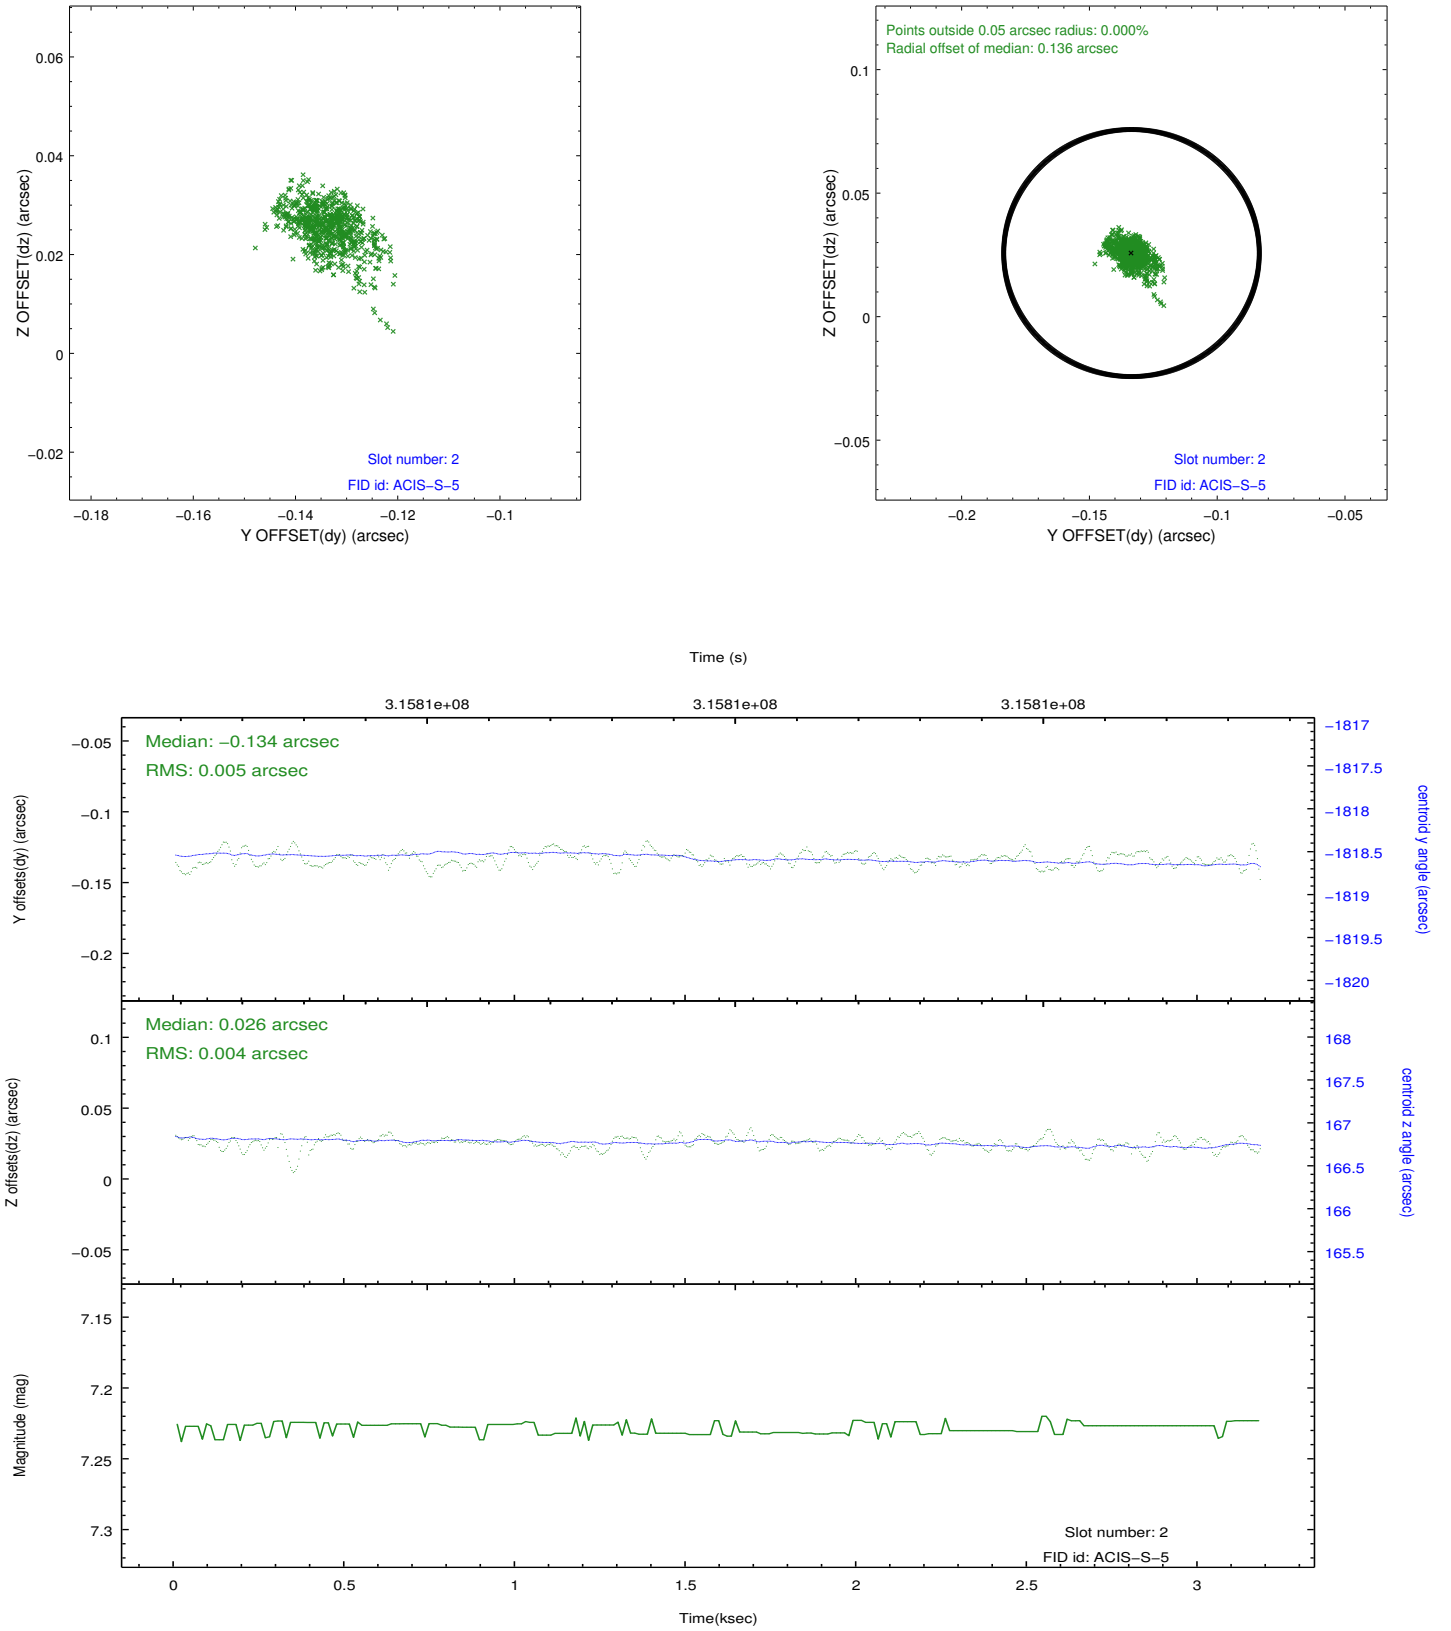 0.06
0.04
0.02
0
−0.02
Z OFFSET(dz) (arcsec)
Slot number: 2
FID id: ACIS−S−5
−0.18 −0.16 −0.14 −0.12 −0.1
Y OFFSET(dy) (arcsec)
Points outside 0.05 arcsec radius: 0.000%
Radial offset of median: 0.136 arcsec
0.1
0.05
0
−0.05
Z OFFSET(dz) (arcsec)
Slot number: 2
FID id: ACIS−S−5
−0.2 −0.15 −0.1 −0.05
Y OFFSET(dy) (arcsec)
Time (s)
3.1581e+08 3.1581e+08 3.1581e+08
Median: −0.134 arcsec
RMS: 0.005 arcsec
−0.05
−0.1
−0.15
−0.2
Y offsets(dy) (arcsec)
−1817
−1817.5
−1818
−1818.5
−1819
−1819.5
−1820
centroid y angle (arcsec)
Median: 0.026 arcsec
RMS: 0.004 arcsec
0.1
0.05
0
−0.05
Z offsets(dz) (arcsec)
168
167.5
167
166.5
166
165.5
centroid z angle (arcsec)
7.15
7.2
7.25
7.3
Magnitude (mag)
Slot number: 2
FID id: ACIS−S−5
0 0.5 1 1.5 2 2.5 3
Time(ksec)